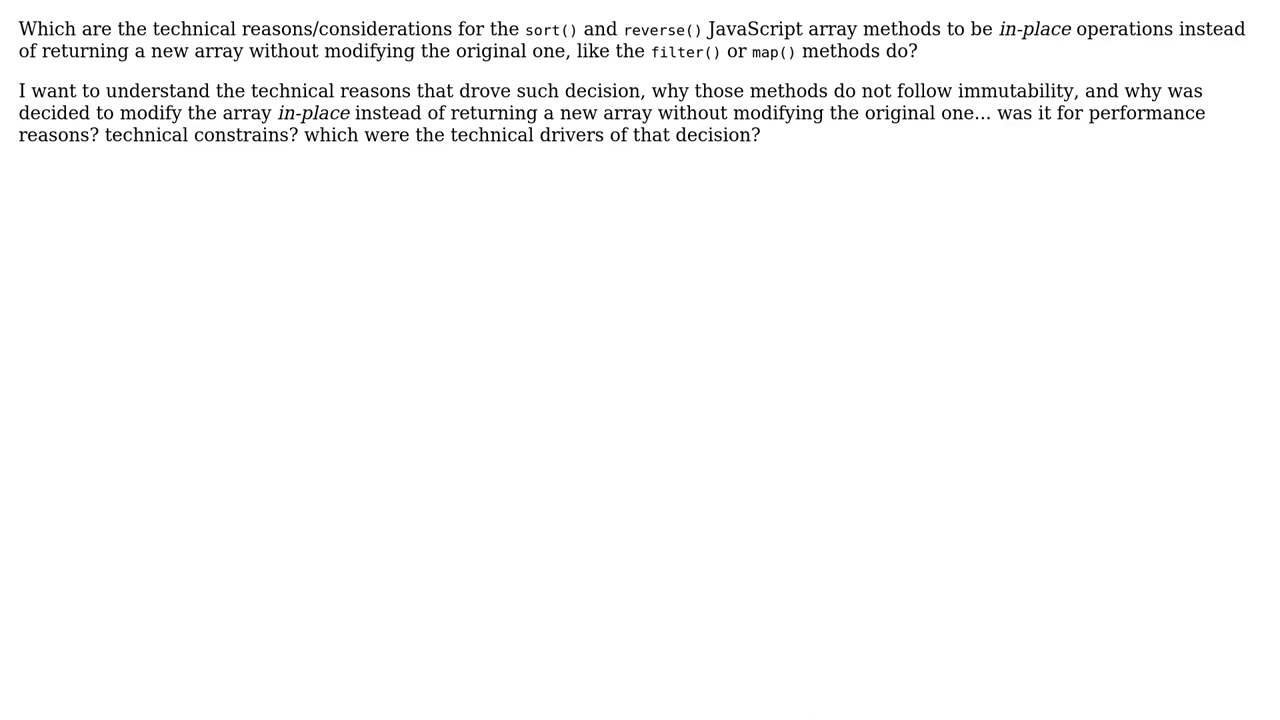 Which are the technical reasons/considerations for the sort() and reverse() JavaScript array methods to be in-place operations instead
of returning a new array without modifying the original one, like the filter() or map() methods do?
I want to understand the technical reasons that drove such decision, why those methods do not follow immutability, and why was
decided to modify the array in-place instead of returning a new array without modifying the original one... was it for performance
reasons? technical constrains? which were the technical drivers of that decision?